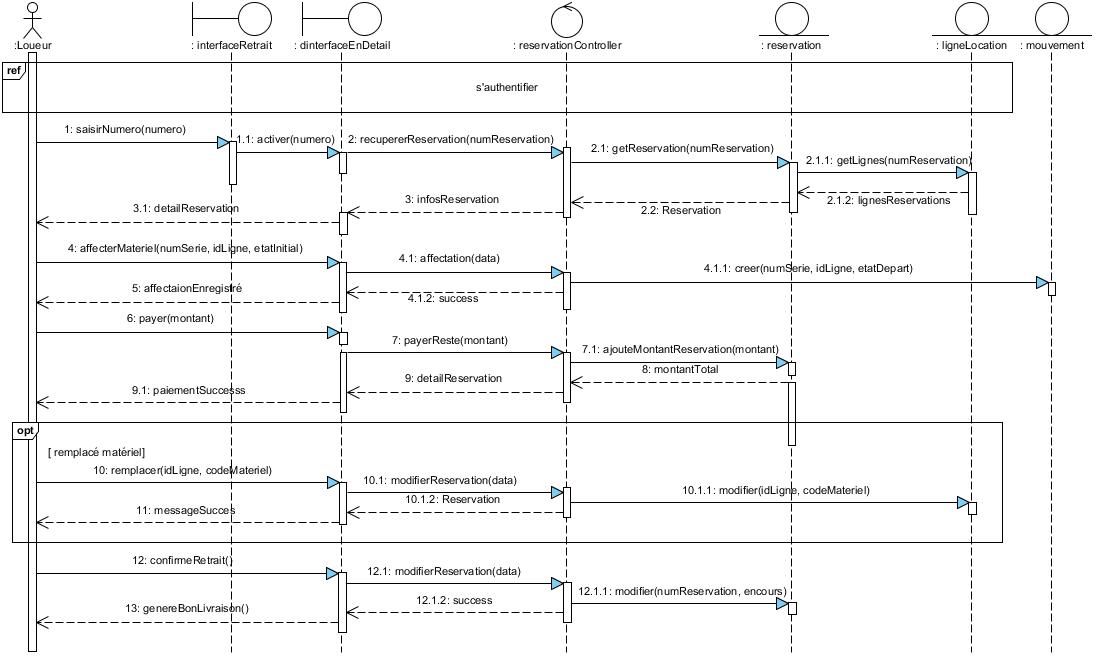 :Loueur
: interfaceRetrait
: dinterfaceEnDetail
: reservationController
: reservation
: ligneLocation
: mouvement
ref
s'authentifier
1: saisirNumero(numero)
1.1: activer(numero)
2: recupererReservation(numReservation)
2.1: getReservation(numReservation)
2.1.1: getLignes(numReservation)
2.1.2: lignesReservations
2.2: Reservation
3: infosReservation
3.1: detailReservation
4: affecterMateriel(numSerie, idLigne, etatInitial)
4.1: affectation(data)
4.1.1: creer(numSerie, idLigne, etatDepart)
4.1.2: success
5: affectaionEnregistré
6: payer(montant)
7: payerReste(montant)
7.1: ajouteMontantReservation(montant)
8: montantTotal
9: detailReservation
9.1: paiementSuccesss
opt
[ remplacé matériel]
10: remplacer(idLigne, codeMateriel)
10.1: modifierReservation(data)
10.1.1: modifier(idLigne, codeMateriel)
10.1.2: Reservation
11: messageSucces
12: confirmeRetrait()
12.1: modifierReservation(data)
12.1.1: modifier(numReservation, encours)
12.1.2: success
13: genereBonLivraison()